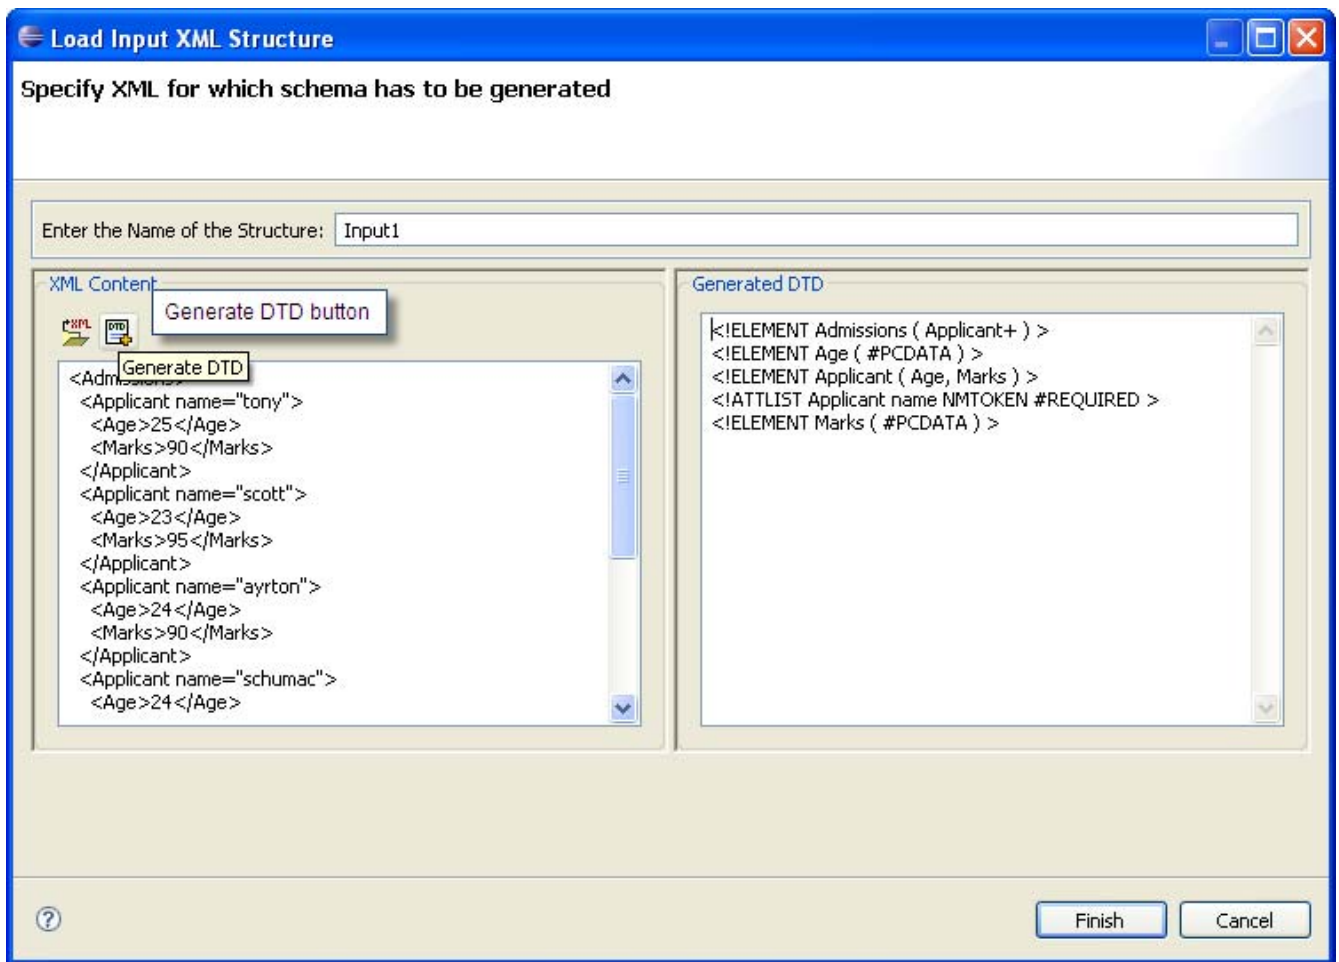 Load Input XML Structure
Specify XML for which schema has to be generated
Enter the Name of the Structure: Input1
XML Content
Generate DTD button
XML
DTD
Generate DTD
<Admissions>
<Applicant name="tony">
<Age>25</Age>
<Marks>90</Marks>
</Applicant>
<Applicant name="scott">
<Age>23</Age>
<Marks>95</Marks>
</Applicant>
<Applicant name="ayrton">
<Age>24</Age>
<Marks>90</Marks>
</Applicant>
<Applicant name="schumac">
<Age>24</Age>
Generated DTD
<!ELEMENT Admissions ( Applicant+ ) >
<!ELEMENT Age ( #PCDATA ) >
<!ELEMENT Applicant ( Age, Marks ) >
<!ATTLIST Applicant name NMTOKEN #REQUIRED >
<!ELEMENT Marks ( #PCDATA ) >
?
Finish
Cancel